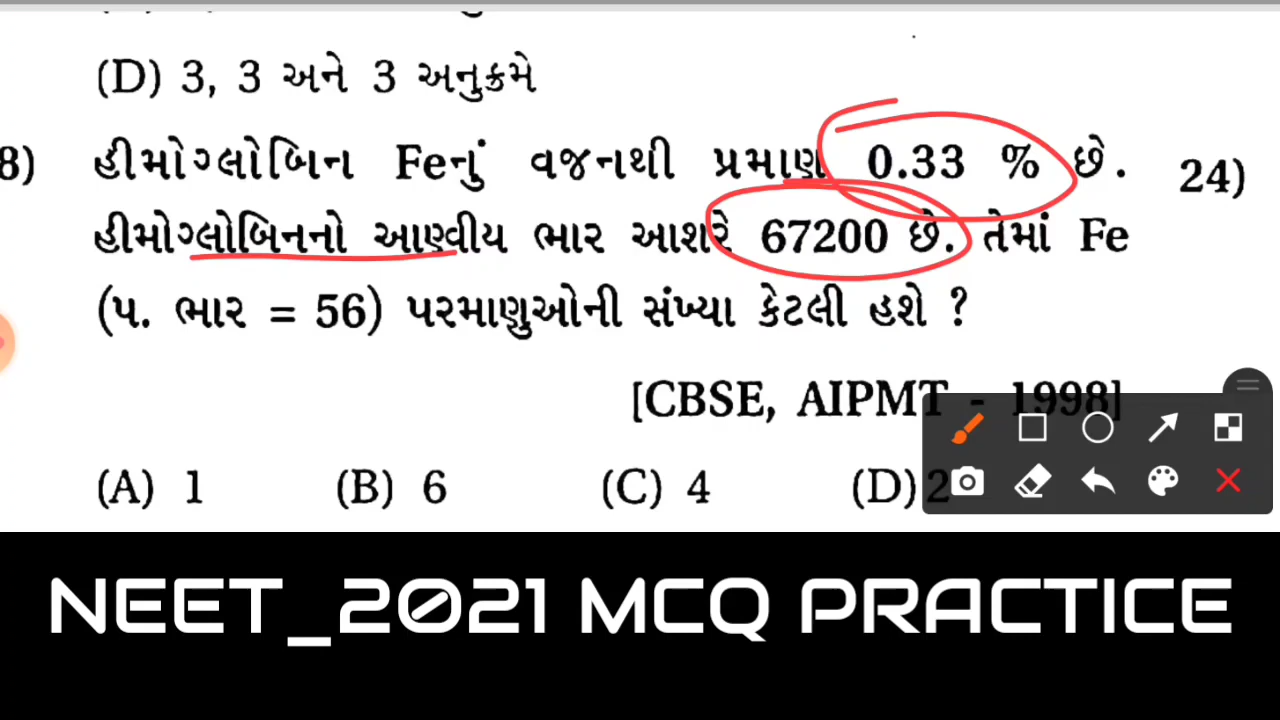 (D) 3, 3 અને 3 અનુક્રમે
8) હીમોગ્લોબિન Feનું વજનથી પ્રમાણ 0.33 % છે. 24)
હીમોગ્લોબિનનો આણ્વીય ભાર આશરે 67200 છે. તેમાં Fe
(પ. ભાર = 56) પરમાણુઓની સંખ્યા કેટલી હશે ?
[CBSE, AIPMT - 1998]
(A) 1 (B) 6 (C) 4 (D) 2
NEET_2021 MCQ PRACTICE